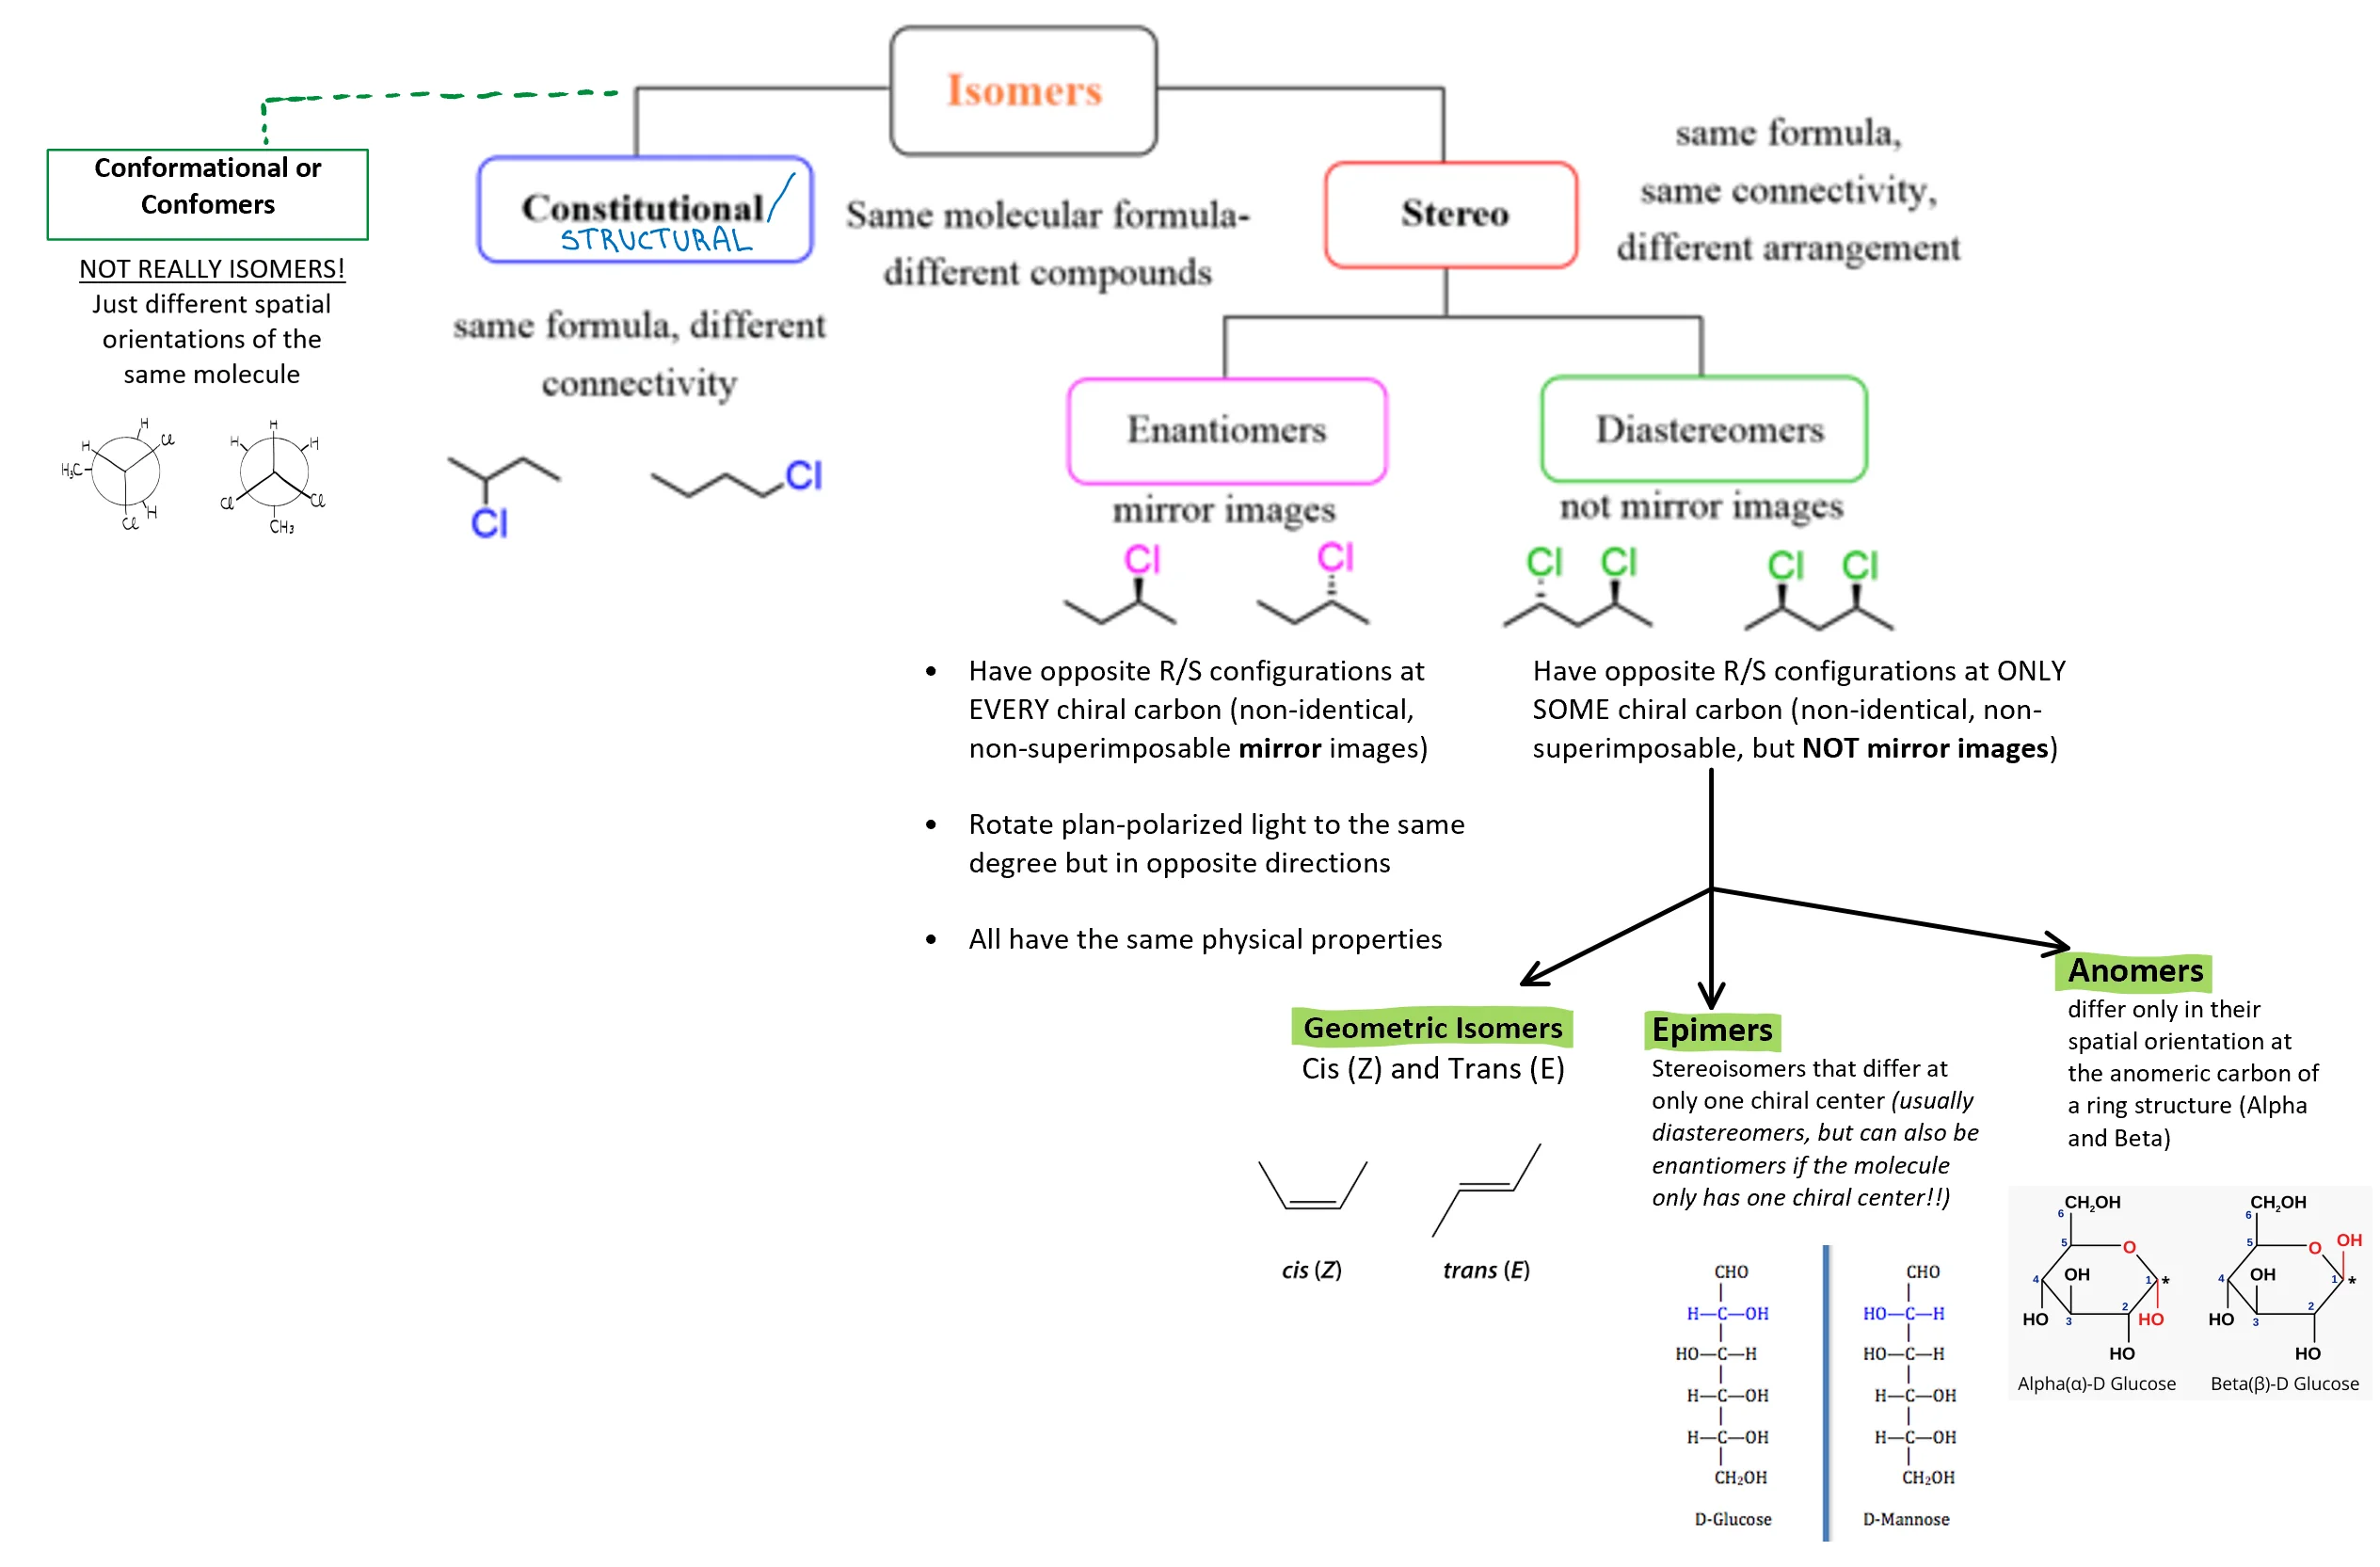 Isomers
Conformational or
Confomers
NOT REALLY ISOMERS!
Just different spatial
orientations of the
same molecule
H
H
Cl
H₃C
Cl
H
H
H
H
Cl
Cl
CH₃
Constitutional/
STRUCTURAL
same formula, different
connectivity
Cl
Cl
Same molecular formula-
different compounds
Stereo
same formula,
same connectivity,
different arrangement
Enantiomers
mirror images
Cl
Cl
Diastereomers
not mirror images
Cl Cl
Cl Cl
• Have opposite R/S configurations at
EVERY chiral carbon (non-identical,
non-superimposable mirror images)
• Rotate plan-polarized light to the same
degree but in opposite directions
• All have the same physical properties
Have opposite R/S configurations at ONLY
SOME chiral carbon (non-identical, non-
superimposable, but NOT mirror images)
Geometric Isomers
Cis (Z) and Trans (E)
cis (Z)
trans (E)
Epimers
Stereoisomers that differ at
only one chiral center (usually
diastereomers, but can also be
enantiomers if the molecule
only has one chiral center!!)
CHO
H—C—OH
HO—C—H
H—C—OH
H—C—OH
CH₂OH
D-Glucose
CHO
HO—C—H
HO—C—H
H—C—OH
H—C—OH
CH₂OH
D-Mannose
Anomers
differ only in their
spatial orientation at
the anomeric carbon of
a ring structure (Alpha
and Beta)
CH₂OH
6
5
O
4
OH
1
*
HO
3
2
HO
HO
Alpha(α)-D Glucose
CH₂OH
6
5
O
OH
4
OH
1
*
HO
3
2
HO
Beta(β)-D Glucose